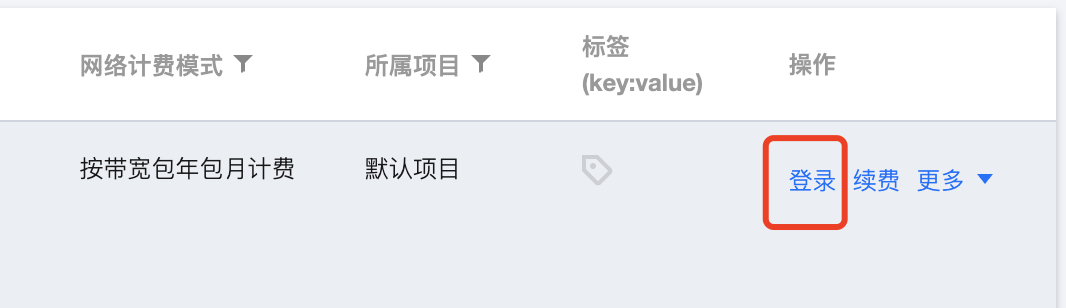 网络计费模式
所属项目
标签
(key:value)
操作
按带宽包年包月计费
默认项目
登录 续费 更多